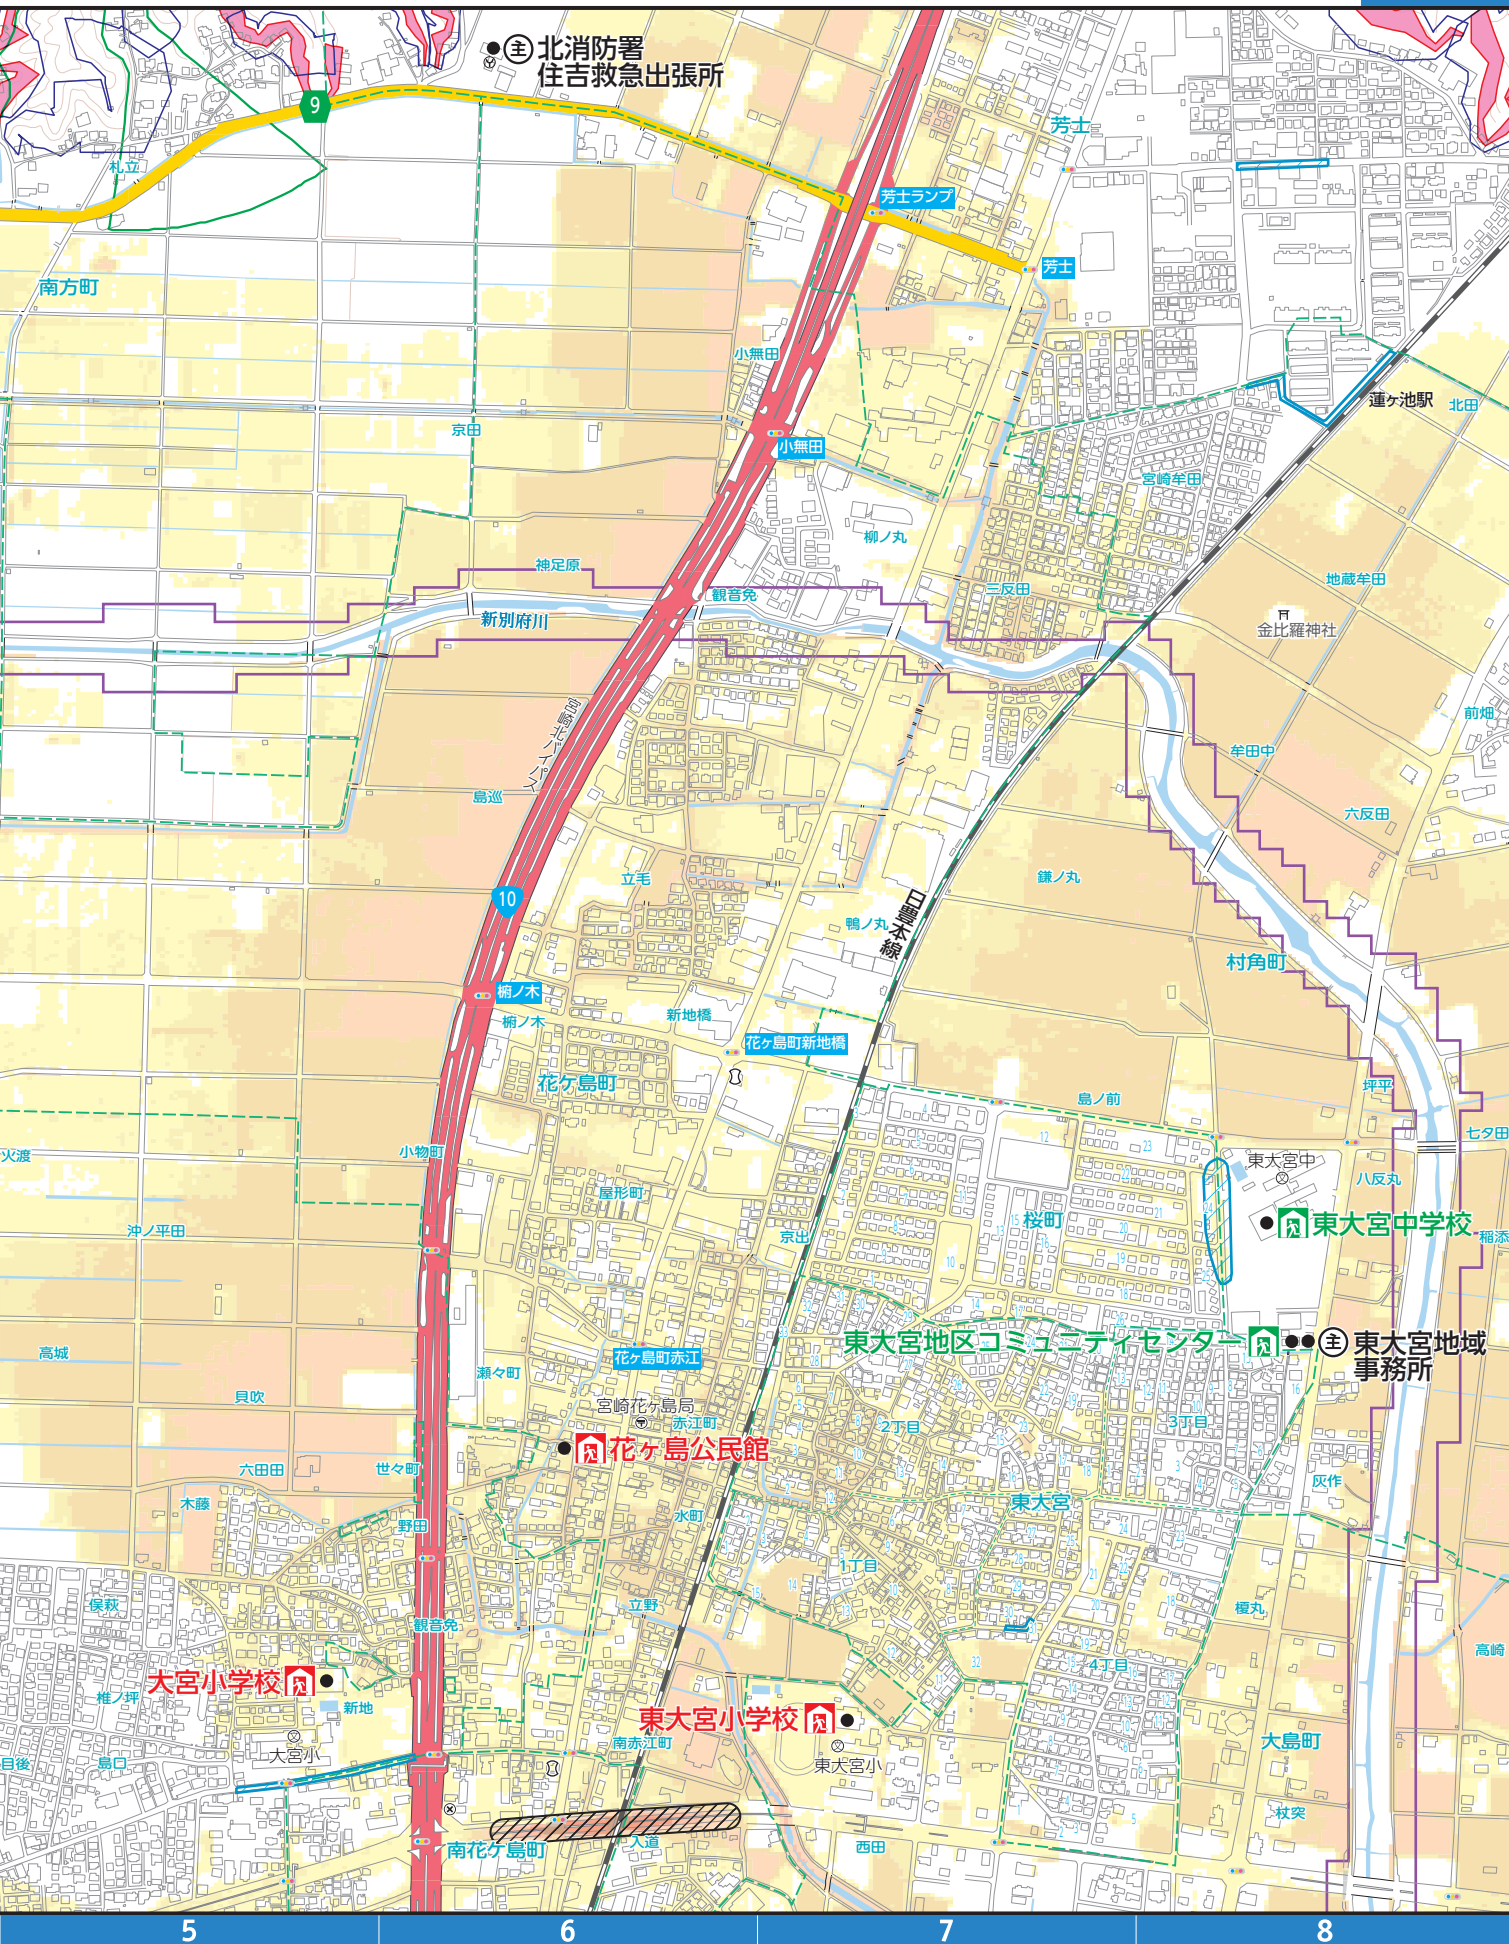 主 北消防署
住吉救急出張所
9
芳士
札立
7
芳士ランプ
芳士
南方町
小無田
蓮ヶ池駅
北田
京田
小無田
宮崎牟田
柳ノ丸
神足原
三反田
地蔵牟田
観音免
新別府川
金比羅神社
宮崎北バイパス
前畑
牟田中
島巡
六反田
立毛
鎌ノ丸
10
鴨ノ丸
日豊本線
村角町
椨ノ木
椨ノ木
新地橋
花ヶ島町新地橋
花ケ島町
坪平
島ノ前
七夕田
火渡
小物町
東大宮中
八反丸
屋形町
桜町
東大宮中学校
沖ノ平田
京出
稲添
東大宮地区コミュニティセンター
主 東大宮地域
事務所
高城
花ヶ島町赤江
瀬々町
貝吹
宮崎花ヶ島局
赤江町
2丁目
3丁目
花ヶ島公民館
六田田
世々町
灰作
木藤
東大宮
水町
野田
1丁目
俣萩
立野
榎丸
観音免
高崎
4丁目
大宮小学校
椎ノ坪
新地
東大宮小学校
大島町
南赤江町
大宮小
目後
島口
東大宮小
杖突
南花ケ島町
入道
西田
5
6
7
8